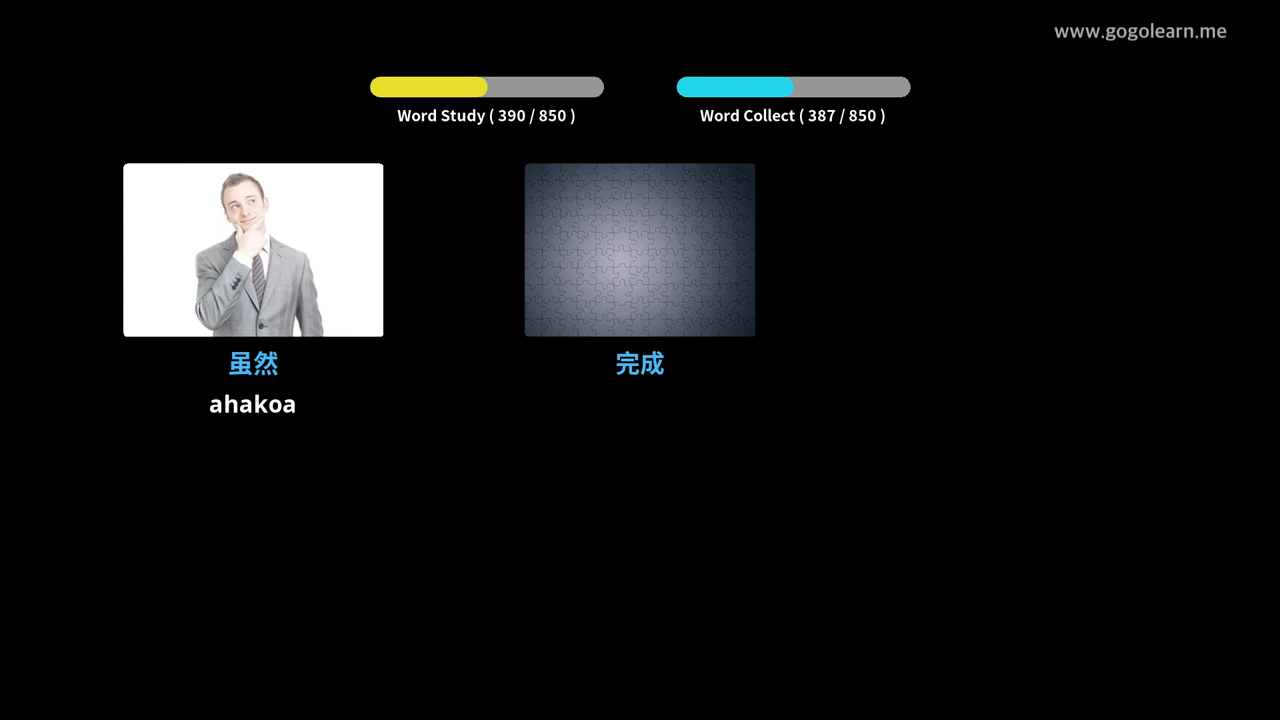 www.gogolearn.me
Word Study ( 390 / 850 )
Word Collect ( 387 / 850 )
虽然
完成
ahakoa